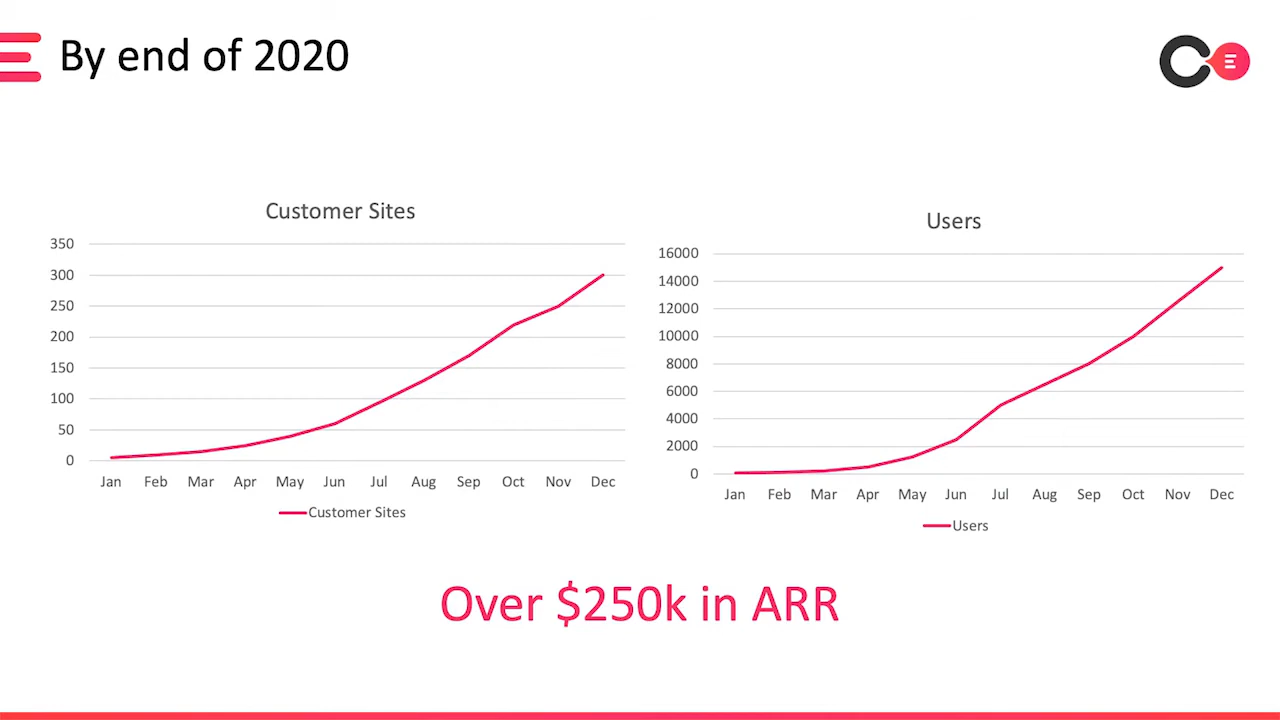 By end of 2020
Customer Sites
350
300
250
200
150
100
50
0
Jan Feb Mar Apr May Jun Jul Aug Sep Oct Nov Dec
Customer Sites
Users
16000
14000
12000
10000
8000
6000
4000
2000
0
Jan Feb Mar Apr May Jun Jul Aug Sep Oct Nov Dec
Users
Over $250k in ARR